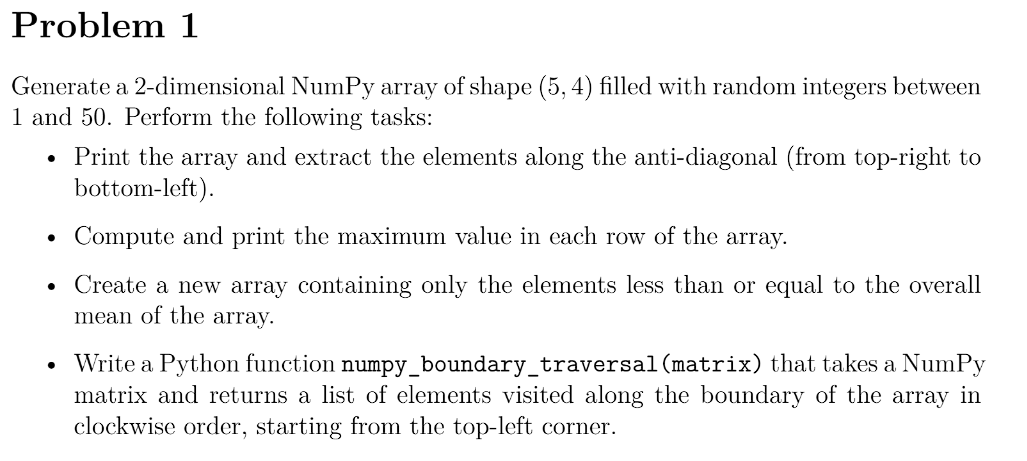 Problem 1
Generate a 2-dimensional NumPy array of shape (5, 4) filled with random integers between
1 and 50. Perform the following tasks:
• Print the array and extract the elements along the anti-diagonal (from top-right to
bottom-left).
• Compute and print the maximum value in each row of the array.
• Create a new array containing only the elements less than or equal to the overall
mean of the array.
• Write a Python function numpy_boundary_traversal(matrix) that takes a NumPy
matrix and returns a list of elements visited along the boundary of the array in
clockwise order, starting from the top-left corner.